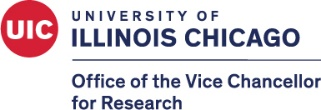 UIC
UNIVERSITY OF
ILLINOIS CHICAGO
Office of the Vice Chancellor
for Research